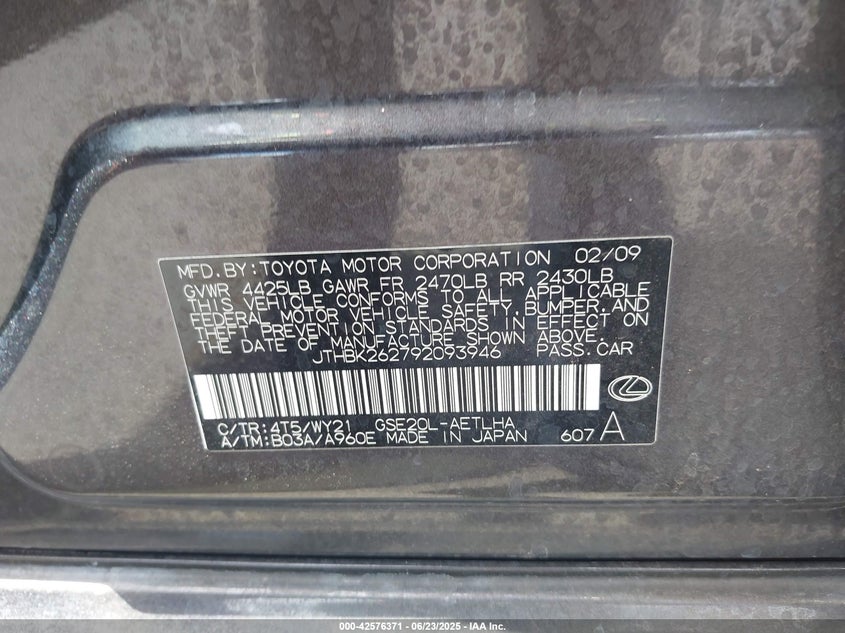 MFD. BY: TOYOTA MOTOR CORPORATION 02/09
GVWR 4425LB GAWR FR 2470LB RR 2430LB
THIS VEHICLE CONFORMS TO ALL APPLICABLE
FEDERAL MOTOR VEHICLE SAFETY, BUMPER, AND
THEFT PREVENTION STANDARDS IN EFFECT ON
THE DATE OF MANUFACTURE SHOWN ABOVE.
JTHBK262792093946 PASS. CAR
C/TR: 4T5/WY21 GSE20L-AETLHA
A/TM: B03A/A960E MADE IN JAPAN 607 A
000-42576371 | 06/23/2025 - IAA Inc.